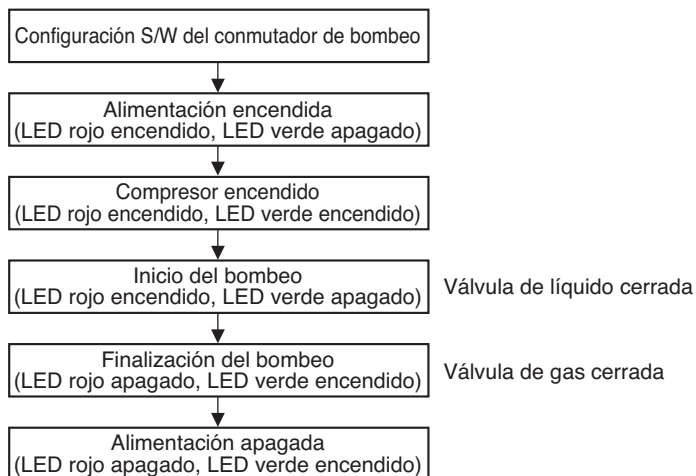 Configuración S/W del conmutador de bombeo
Alimentación encendida
(LED rojo encendido, LED verde apagado)
Compresor encendido
(LED rojo encendido, LED verde encendido)
Inicio del bombeo
(LED rojo encendido, LED verde apagado)
Válvula de líquido cerrada
Finalización del bombeo
(LED rojo apagado, LED verde encendido)
Válvula de gas cerrada
Alimentación apagada
(LED rojo apagado, LED verde encendido)